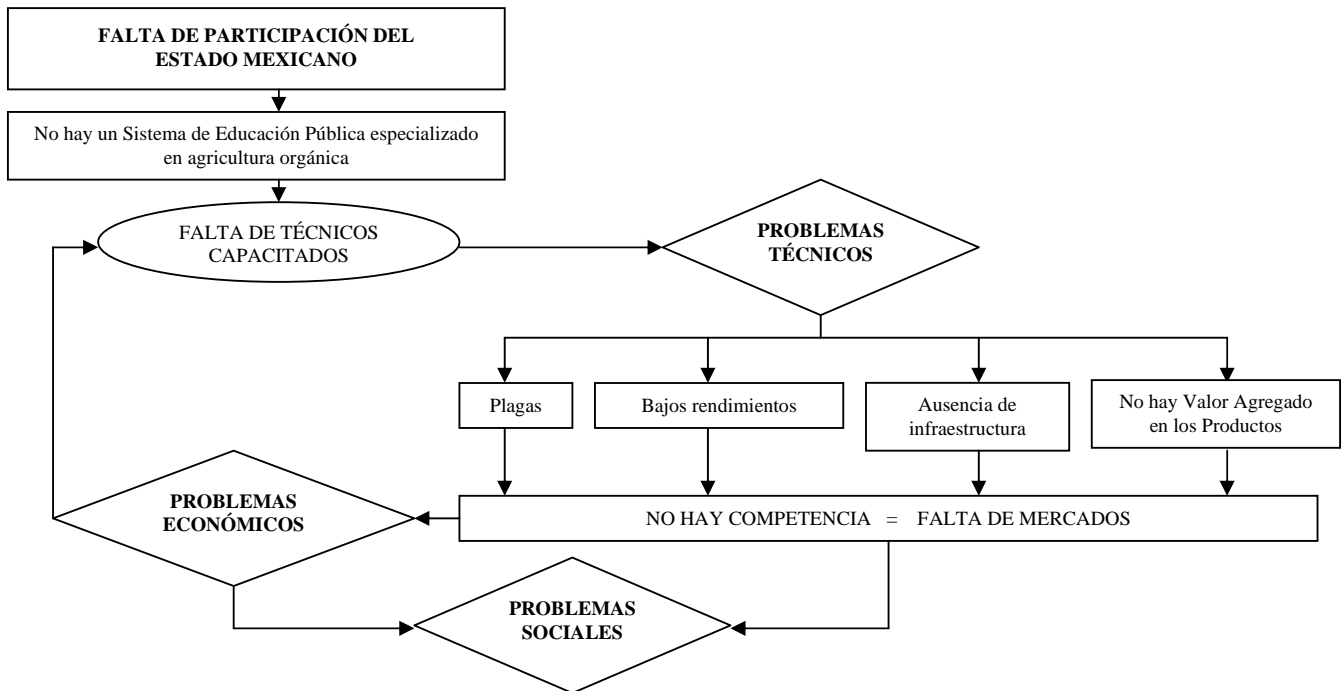 FALTA DE PARTICIPACIÓN DEL
ESTADO MEXICANO
No hay un Sistema de Educación Pública especializado
en agricultura orgánica
FALTA DE TÉCNICOS
CAPACITADOS
PROBLEMAS
TÉCNICOS
Plagas
Bajos rendimientos
Ausencia de
infraestructura
No hay Valor Agregado
en los Productos
PROBLEMAS
ECONÓMICOS
NO HAY COMPETENCIA = FALTA DE MERCADOS
PROBLEMAS
SOCIALES